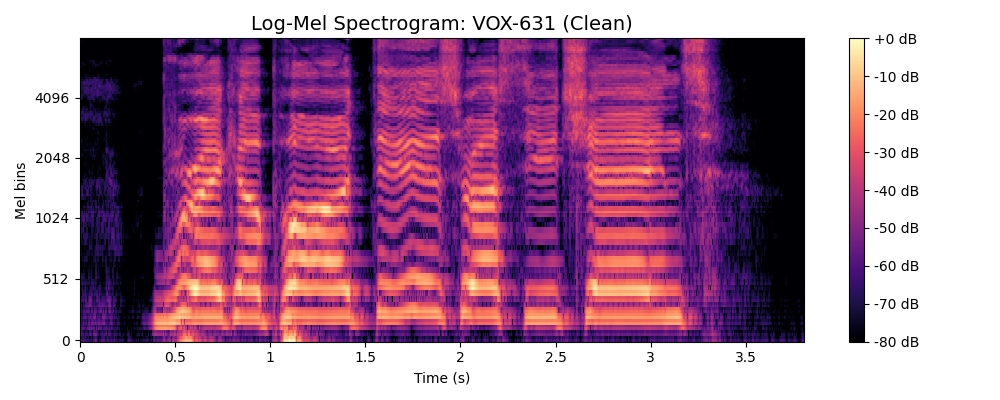 Log-Mel Spectrogram: VOX-631 (Clean)
Mel bins
4096
2048
1024
512
0
0
0.5
1
1.5
2
2.5
3
3.5
Time (s)
+0 dB
-10 dB
-20 dB
-30 dB
-40 dB
-50 dB
-60 dB
-70 dB
-80 dB